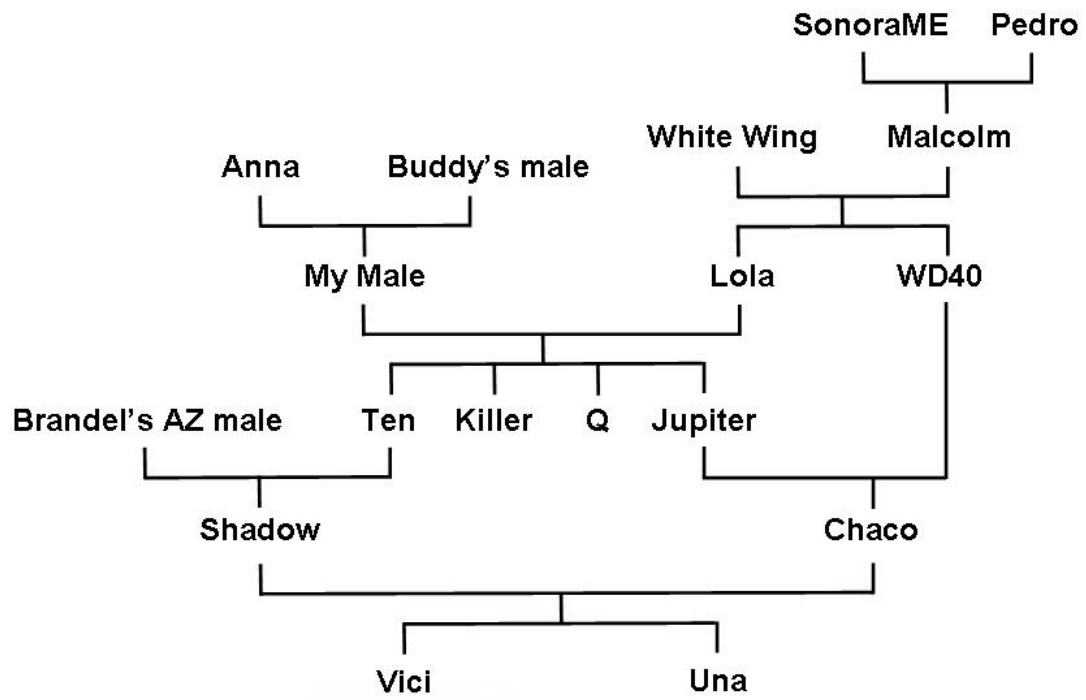 SonoraME Pedro
White Wing Malcolm
Anna Buddy's male
My Male Lola WD40
Brandel's AZ male Ten Killer Q Jupiter
Shadow Chaco
Vici Una